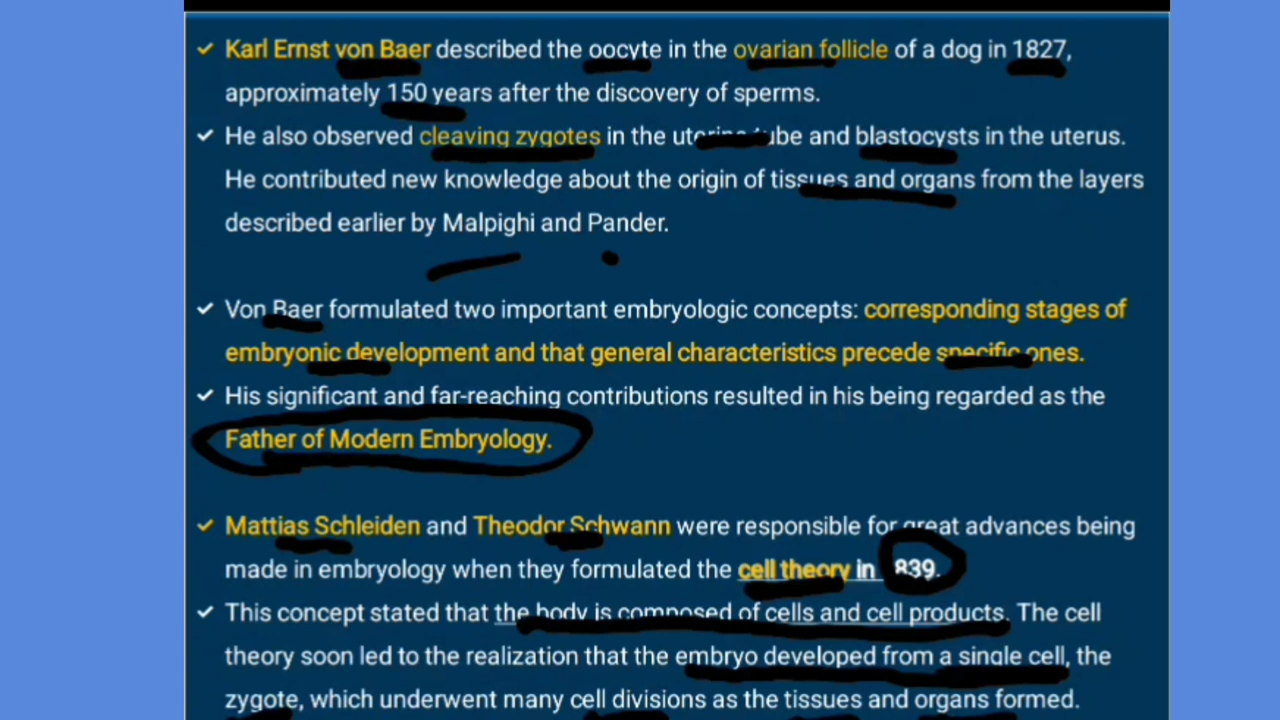 Karl Ernst von Baer described the oocyte in the ovarian follicle of a dog in 1827,
approximately 150 years after the discovery of sperms.
He also observed cleaving zygotes in the uterine tube and blastocysts in the uterus.
He contributed new knowledge about the origin of tissues and organs from the layers
described earlier by Malpighi and Pander.
Von Baer formulated two important embryologic concepts: corresponding stages of
embryonic development and that general characteristics precede specific ones.
His significant and far-reaching contributions resulted in his being regarded as the
Father of Modern Embryology.
Mattias Schleiden and Theodor Schwann were responsible for great advances being
made in embryology when they formulated the cell theory in 1839.
This concept stated that the body is composed of cells and cell products. The cell
theory soon led to the realization that the embryo developed from a single cell, the
zygote, which underwent many cell divisions as the tissues and organs formed.